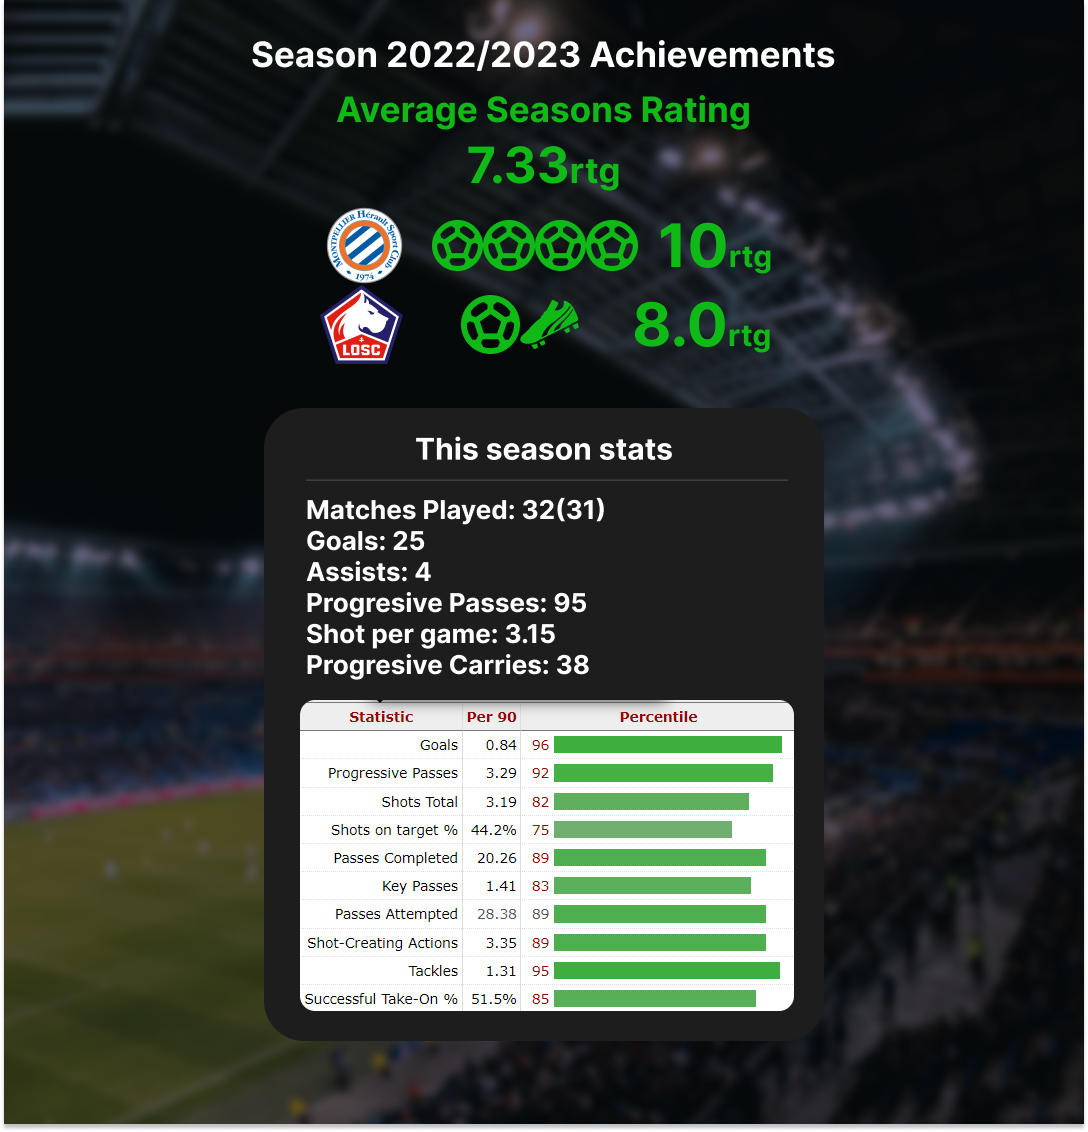 Season 2022/2023 Achievements
Average Seasons Rating
7.33rtg
MONTPELLIER Hérault Sport Club
1974
10rtg
LOSC
8.0rtg
This season stats
Matches Played: 32(31)
Goals: 25
Assists: 4
Progresive Passes: 95
Shot per game: 3.15
Progresive Carries: 38
Statistic Per 90 Percentile
Goals 0.84 96
Progressive Passes 3.29 92
Shots Total 3.19 82
Shots on target % 44.2% 75
Passes Completed 20.26 89
Key Passes 1.41 83
Passes Attempted 28.38 89
Shot-Creating Actions 3.35 89
Tackles 1.31 95
Successful Take-On % 51.5% 85